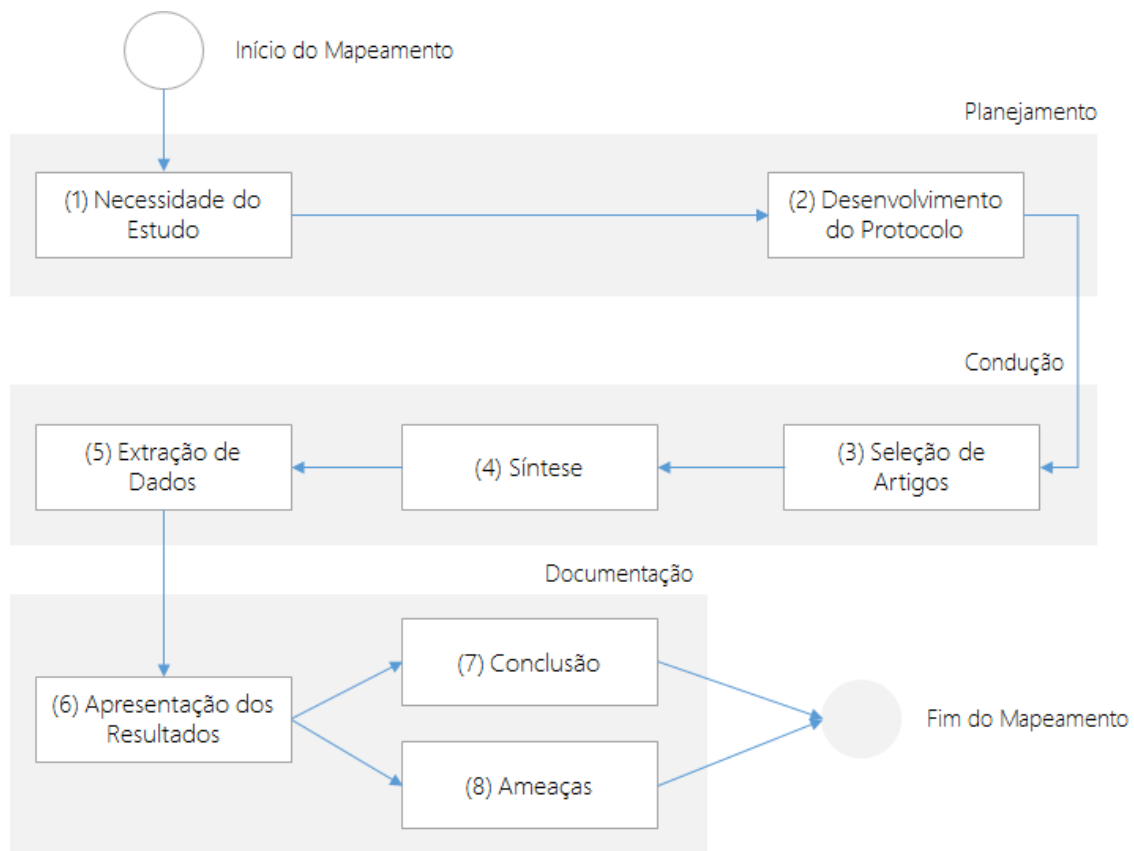 Início do Mapeamento
Planejamento
(1) Necessidade do
Estudo
(2) Desenvolvimento
do Protocolo
Condução
(5) Extração de
Dados
(4) Síntese
(3) Seleção de
Artigos
Documentação
(6) Apresentação dos
Resultados
(7) Conclusão
(8) Ameaças
Fim do Mapeamento